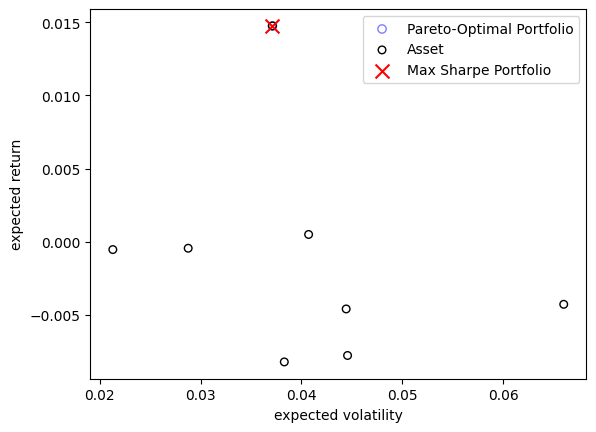 0.015
0.010
0.005
0.000
−0.005
expected return
Pareto-Optimal Portfolio
Asset
Max Sharpe Portfolio
0.02 0.03 0.04 0.05 0.06
expected volatility